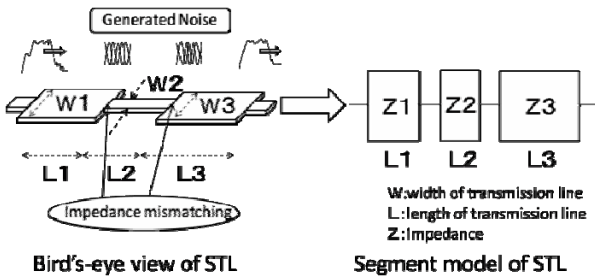 Generated Noise
W1
W2
W3
L1
L2
L3
Impedance mismatching
Bird's-eye view of STL
Z1
Z2
Z3
L1
L2
L3
W:width of transmission line
L:length of transmission line
Z:Impedance
Segment model of STL